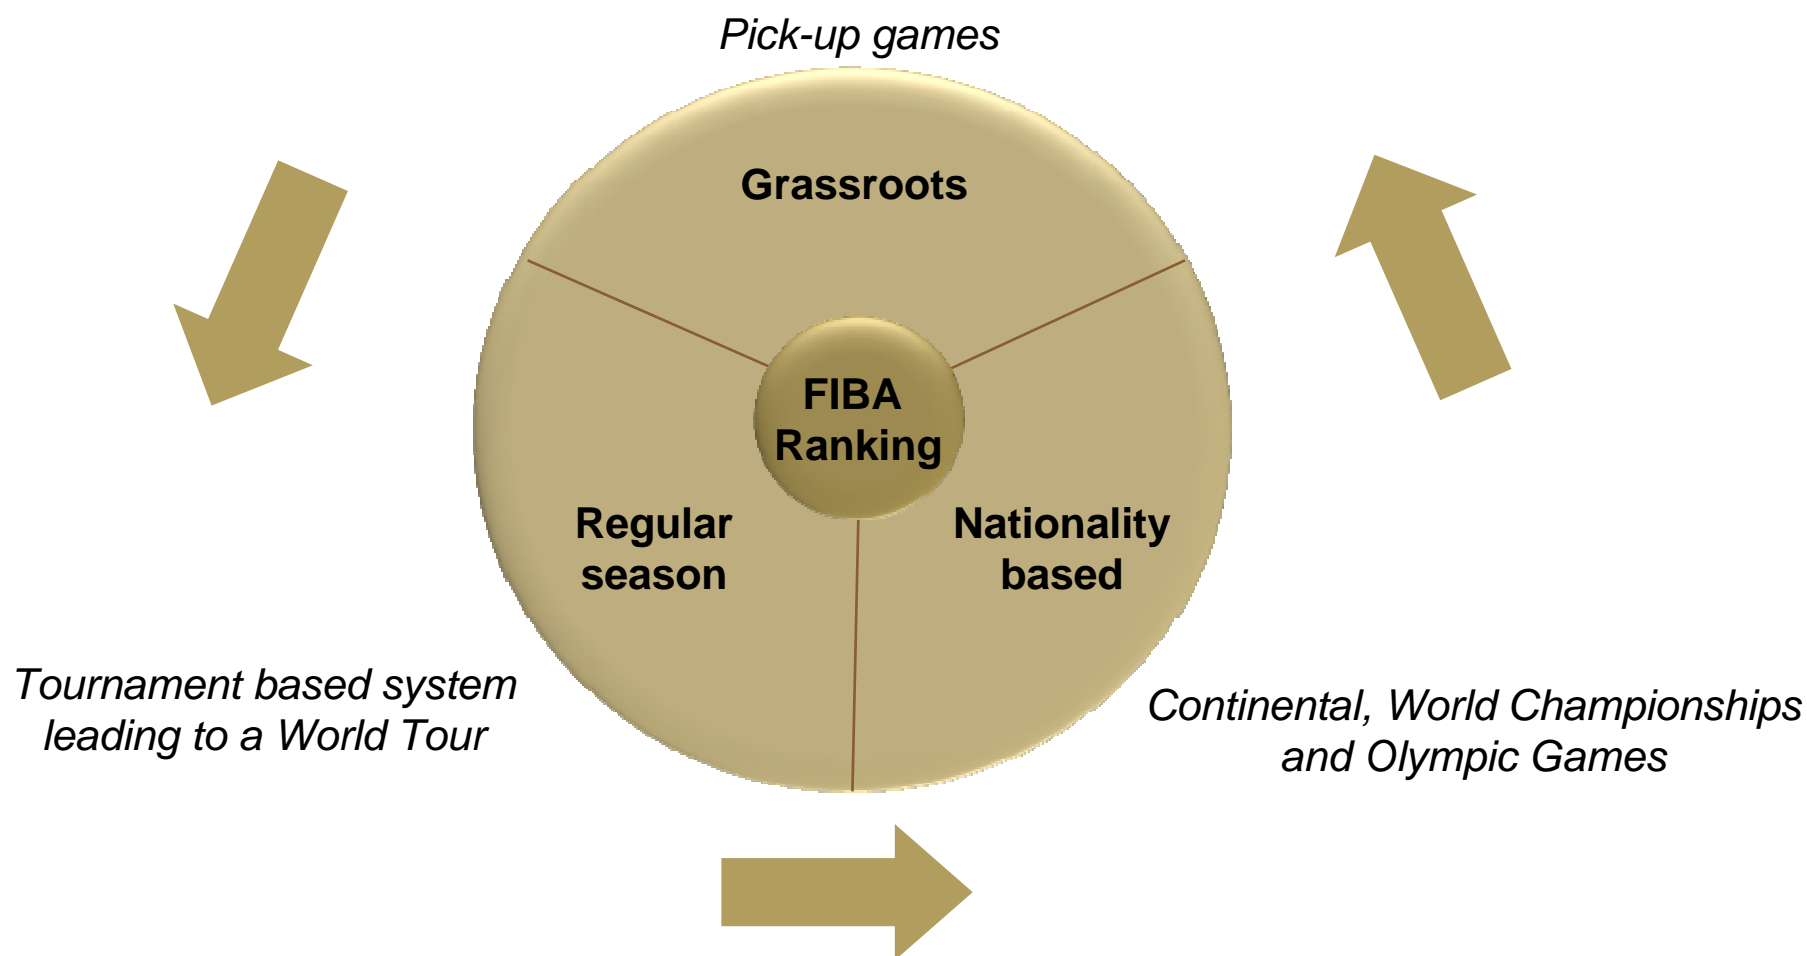 Pick-up games
Grassroots
FIBA
Ranking
Regular
season
Nationality
based
Tournament based system
leading to a World Tour
Continental, World Championships
and Olympic Games